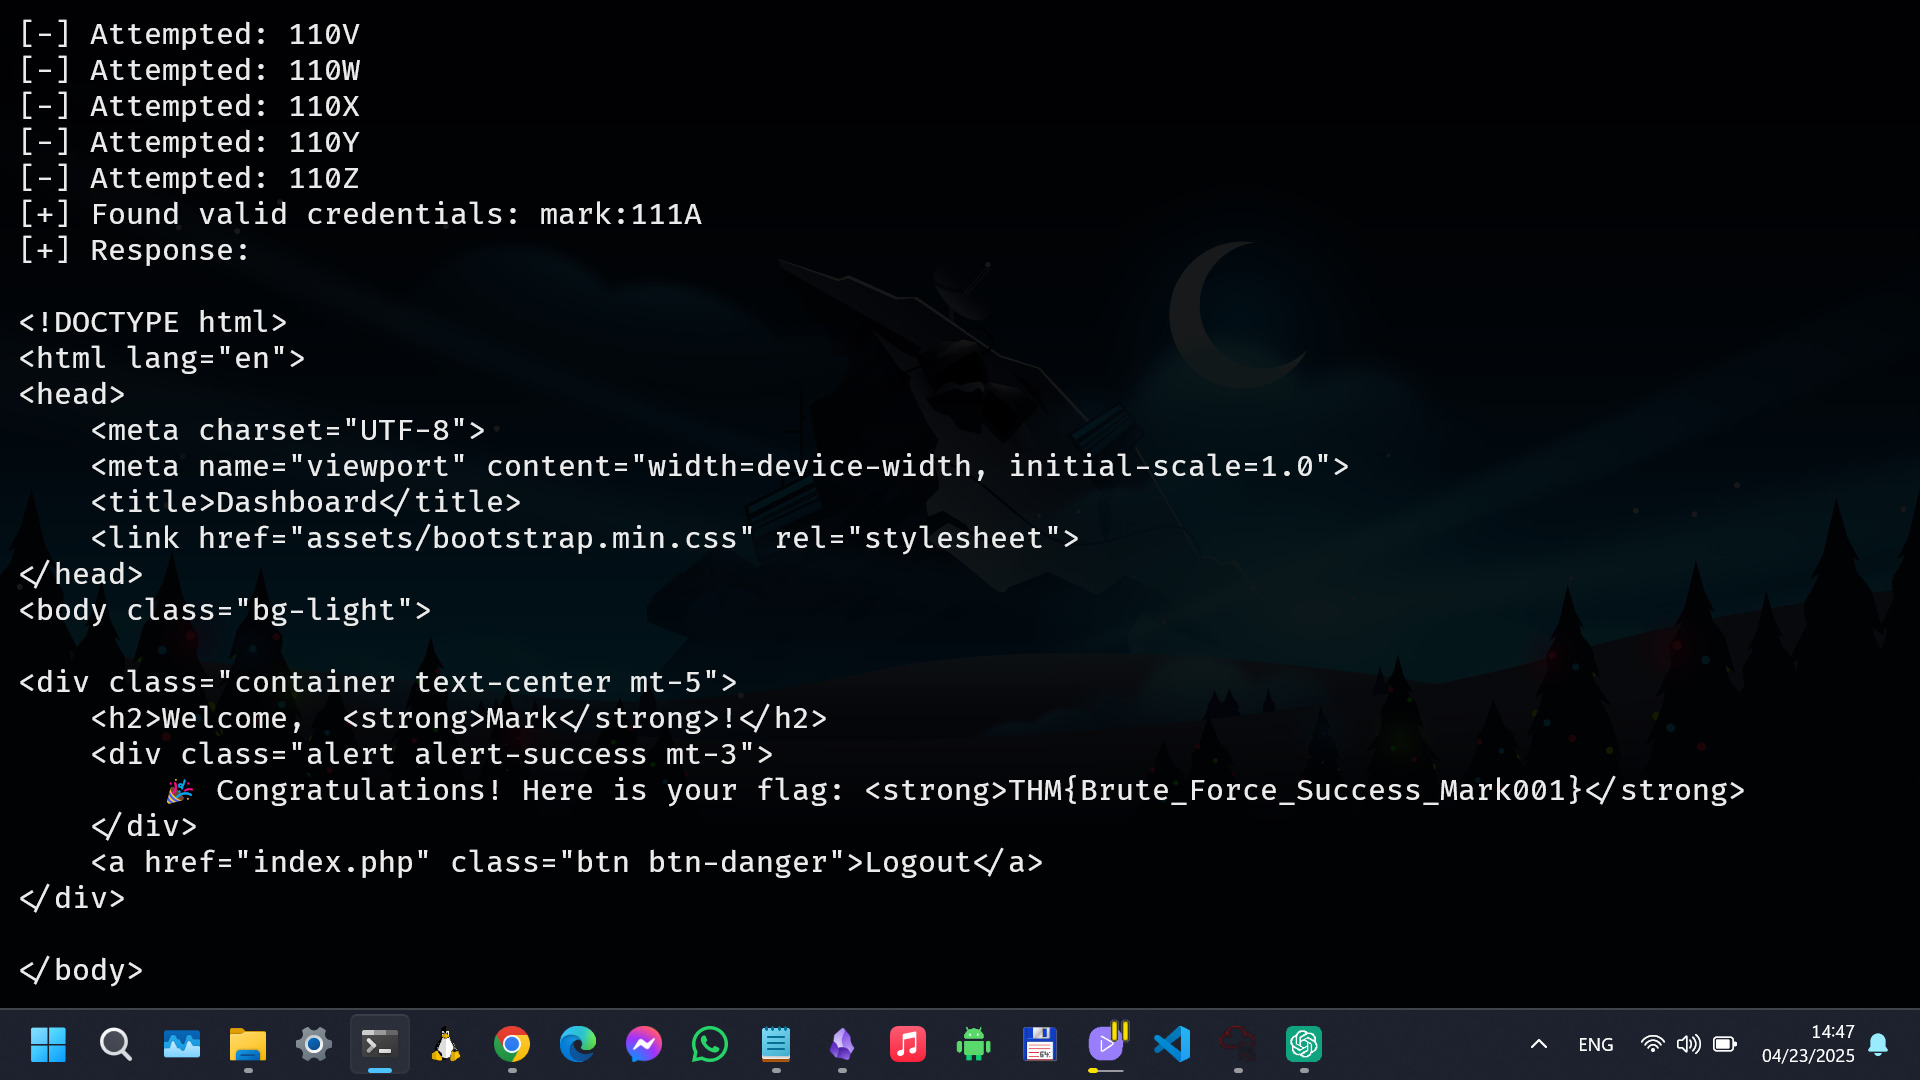 [-] Attempted: 110V
[-] Attempted: 110W
[-] Attempted: 110X
[-] Attempted: 110Y
[-] Attempted: 110Z
[+] Found valid credentials: mark:111A
[+] Response:
<!DOCTYPE html>
<html lang="en">
<head>
    <meta charset="UTF-8">
    <meta name="viewport" content="width=device-width, initial-scale=1.0">
    <title>Dashboard</title>
    <link href="assets/bootstrap.min.css" rel="stylesheet">
</head>
<body class="bg-light">
<div class="container text-center mt-5">
    <h2>Welcome,  <strong>Mark</strong>!</h2>
    <div class="alert alert-success mt-3">
        🎉 Congratulations! Here is your flag: <strong>THM{Brute_Force_Success_Mark001}</strong>
    </div>
    <a href="index.php" class="btn btn-danger">Logout</a>
</div>
</body>
64
ENG
14:47
04/23/2025